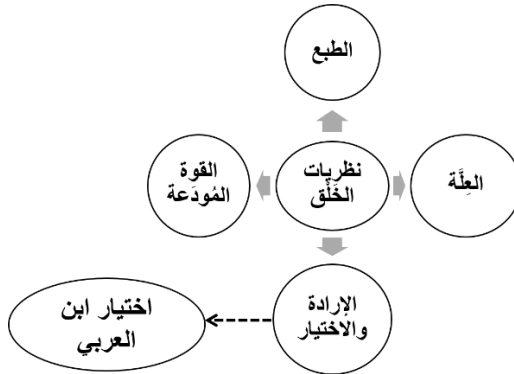 الطبع
نظريات
الخَلْق
العِلَّة
القوة
المُودَعة
الإرادة
والاختيار
اختيار ابن
العربي